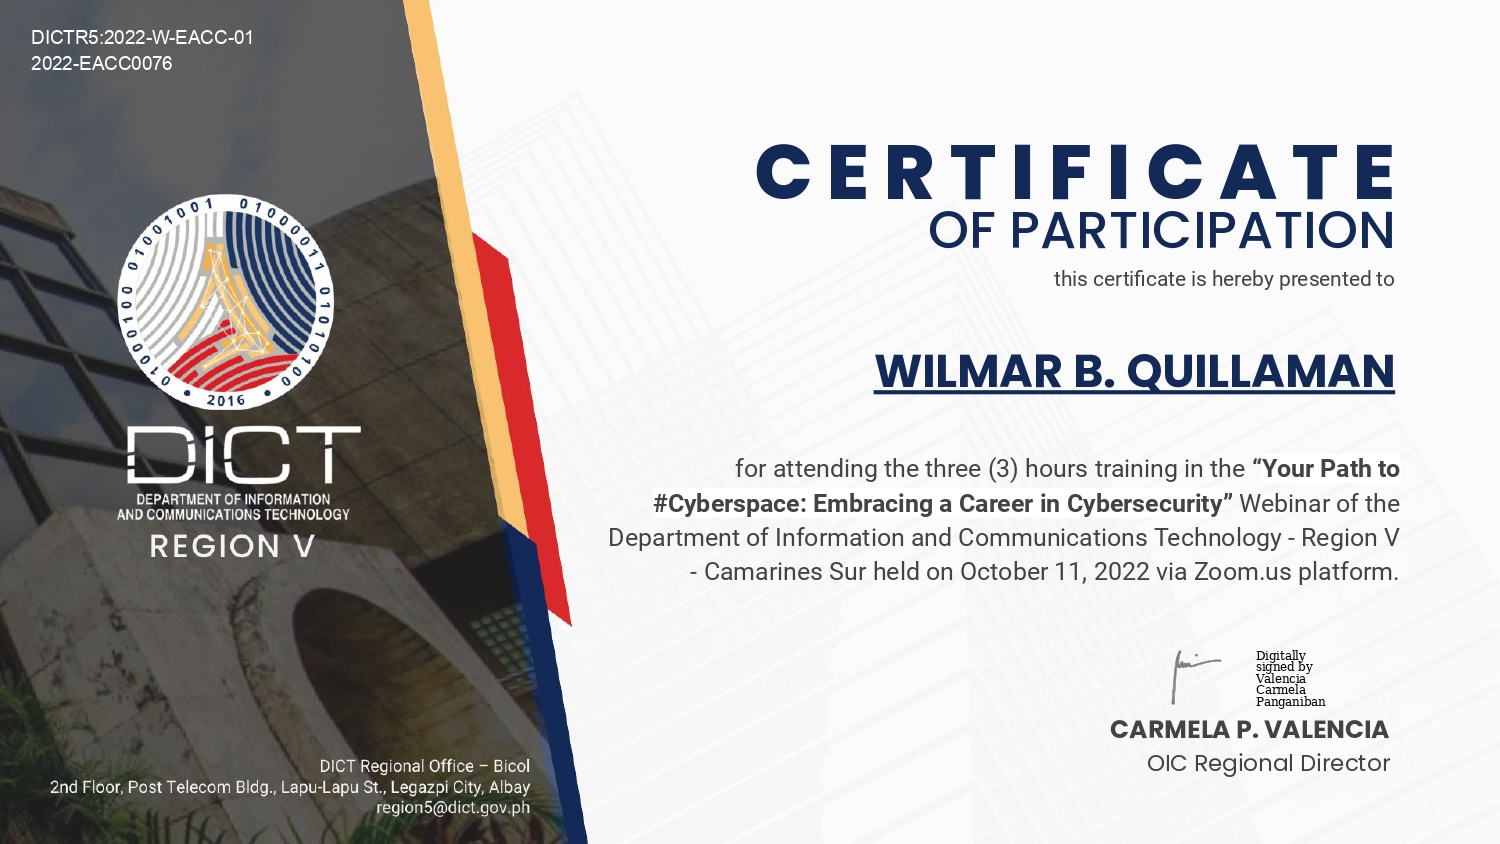 DICTR5:2022-W-EACC-01
2022-EACC0076
CERTIFICATE
OF PARTICIPATION
this certificate is hereby presented to
WILMAR B. QUILLAMAN
for attending the three (3) hours training in the “Your Path to
#Cyberspace: Embracing a Career in Cybersecurity” Webinar of the
Department of Information and Communications Technology - Region V
- Camarines Sur held on October 11, 2022 via Zoom.us platform.
Digitally
signed by
Valencia
Carmela
Panganiban
CARMELA P. VALENCIA
OIC Regional Director
01001001 01000011 01010100 01000100
2016
DICT
DEPARTMENT OF INFORMATION
AND COMMUNICATIONS TECHNOLOGY
REGION V
DICT Regional Office – Bicol
2nd Floor, Post Telecom Bldg., Lapu-Lapu St., Legazpi City, Albay
region5@dict.gov.ph